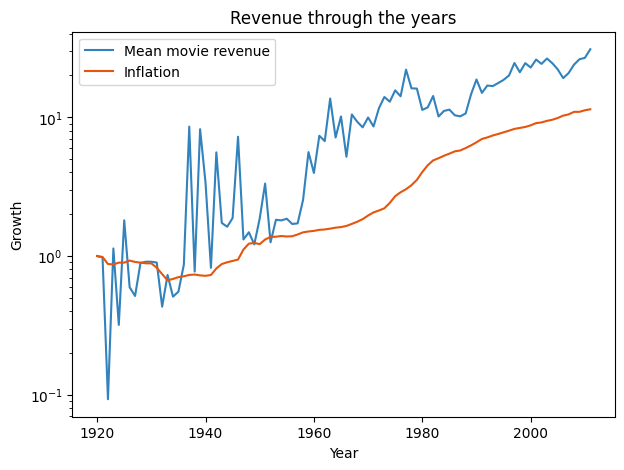 Revenue through the years
Mean movie revenue
Inflation
Growth
10¹
10⁰
10⁻¹
1920 1940 1960 1980 2000
Year